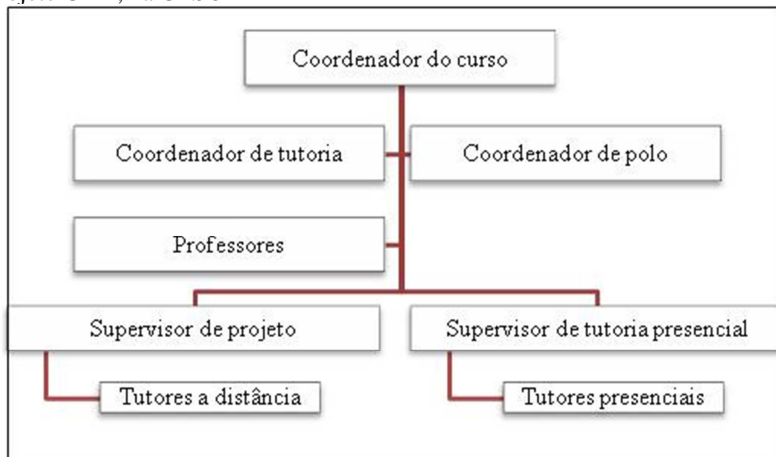 Coordenador do curso
Coordenador de tutoria
Coordenador de polo
Professores
Supervisor de projeto
Supervisor de tutoria presencial
Tutores a distância
Tutores presenciais